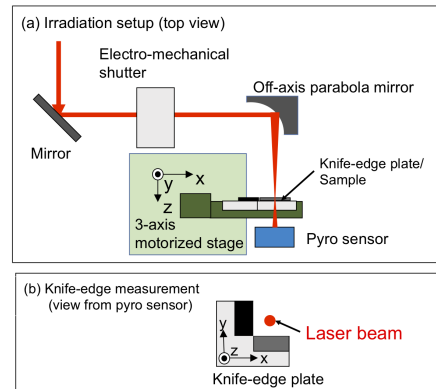 (a) Irradiation setup (top view)
Electro-mechanical
shutter
Off-axis parabola mirror
Mirror
Knife-edge plate/
Sample
y
x
z
3-axis
motorized stage
Pyro sensor
(b) Knife-edge measurement
(view from pyro sensor)
y
Laser beam
z
x
Knife-edge plate